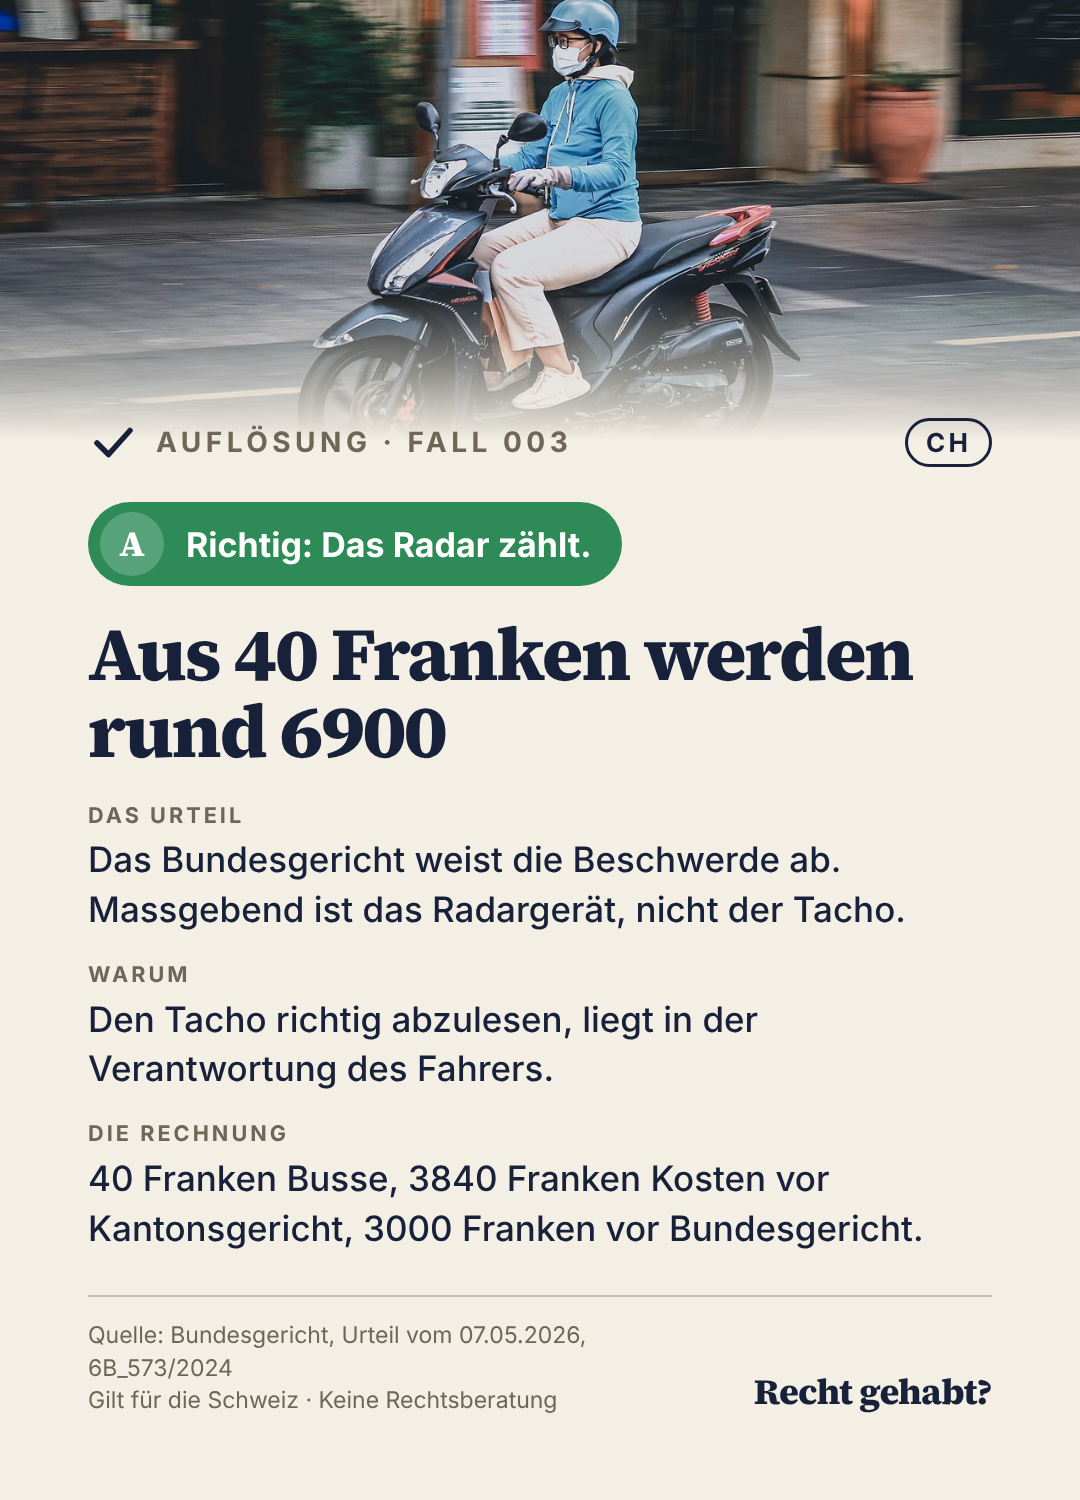 AUFLÖSUNG · FALL 003
CH
A Richtig: Das Radar zählt.
Aus 40 Franken werden
rund 6900
DAS URTEIL
Das Bundesgericht weist die Beschwerde ab.
Massgebend ist das Radargerät, nicht der Tacho.
WARUM
Den Tacho richtig abzulesen, liegt in der
Verantwortung des Fahrers.
DIE RECHNUNG
40 Franken Busse, 3840 Franken Kosten vor
Kantonsgericht, 3000 Franken vor Bundesgericht.
Quelle: Bundesgericht, Urteil vom 07.05.2026,
6B_573/2024
Gilt für die Schweiz · Keine Rechtsberatung
Recht gehabt?